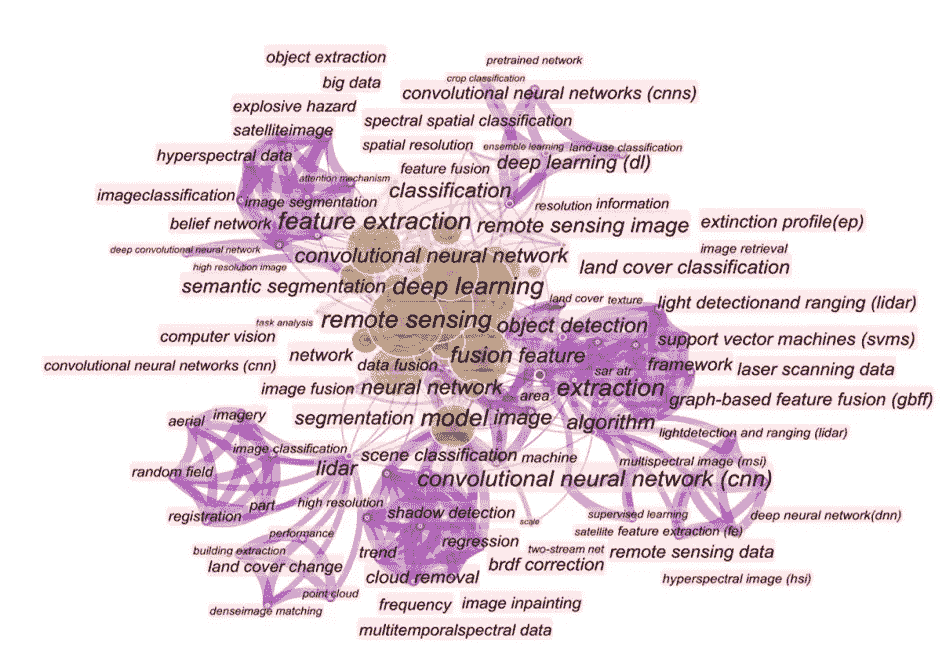 object extraction
pretrained network
crop classification
big data
convolutional neural networks (cnns)
explosive hazard
spectral spatial classification
satelliteimage
spatial resolution
ensemble learning
land-use classification
hyperspectral data
feature fusion
deep learning (dl)
attention mechanism
classification
imageclassification
image segmentation
resolution
information
belief network
feature extraction
remote sensing image
extinction profile(ep)
deep convolutional neural network
image retrieval
convolutional neural network
high resolution image
land cover classification
semantic segmentation
deep learning
land cover
texture
light detectionand ranging (lidar)
task analysis
remote sensing
object detection
computer vision
support vector machines (svms)
network
fusion
feature
convolutional neural networks (cnn)
data fusion
sar atr
framework
laser scanning data
image fusion
neural network
area
extraction
graph-based feature fusion (gbff)
aerial
imagery
segmentation
model
image
algorithm
lightdetection and ranging (lidar)
image classification
scene classification
machine
multispectral image (msi)
random field
lidar
convolutional neural network (cnn)
part
high resolution
registration
shadow detection
scale
supervised learning
deep neural network(dnn)
performance
satellite
feature extraction (fe)
regression
building extraction
trend
two-stream net
remote sensing data
land cover change
brdf correction
cloud removal
hyperspectral image (hsi)
point cloud
denseimage matching
frequency
image inpainting
multitemporalspectral data